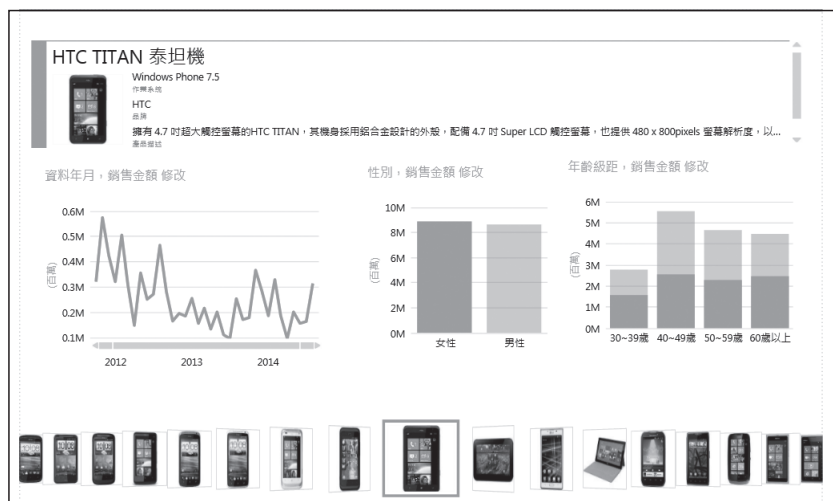 HTC TITAN 泰坦機
Windows Phone 7.5
作業系統
HTC
品牌
擁有 4.7 吋超大觸控螢幕的HTC TITAN，其機身採用鋁合金設計的外殼，配備 4.7 吋 Super LCD 觸控螢幕，也提供 480 x 800pixels 螢幕解析度，以...
產品描述
資料年月，銷售金額 修改
0.6M
0.5M
0.4M
0.3M
0.2M
0.1M
(百萬)
2012 2013 2014
性別，銷售金額 修改
10M
8M
6M
4M
2M
0M
(百萬)
女性 男性
年齡級距，銷售金額 修改
6M
5M
4M
3M
2M
1M
0M
(百萬)
30~39歲 40~49歲 50~59歲 60歲以上